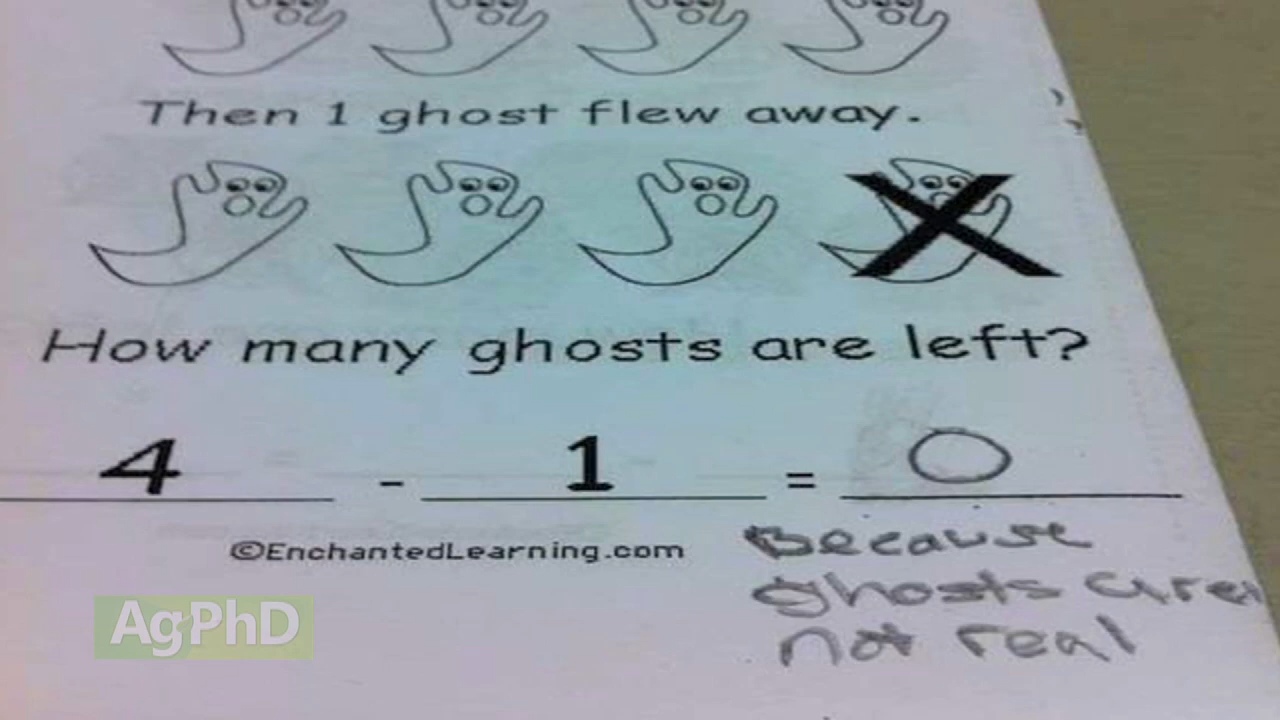 Then 1 ghost flew away.
How many ghosts are left?
4 - 1 = 0
©EnchantedLearning.com
Because
ghosts are
not real
AgPhD